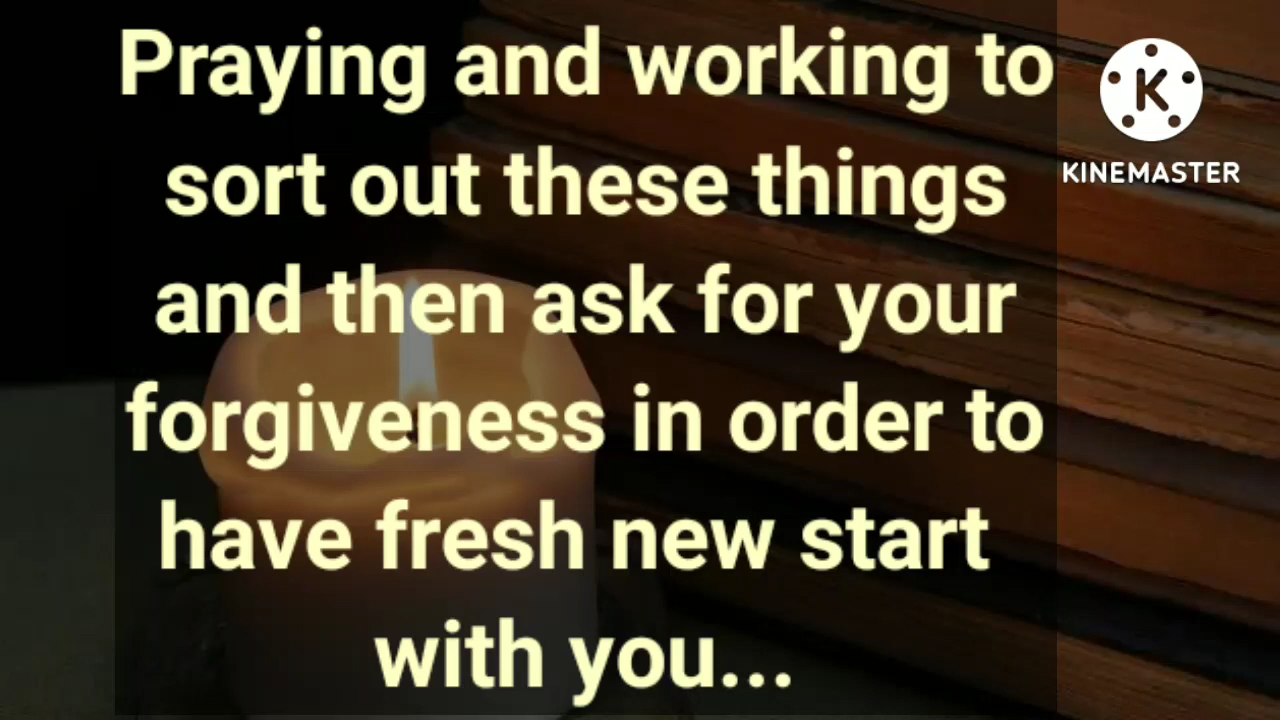 Praying and working to
sort out these things
and then ask for your
forgiveness in order to
have fresh new start
with you...
K
KINEMASTER